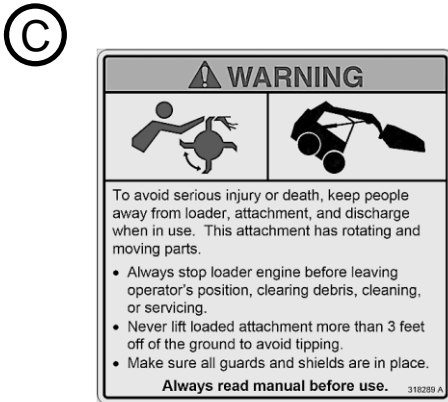 C
WARNING
To avoid serious injury or death, keep people
away from loader, attachment, and discharge
when in use. This attachment has rotating and
moving parts.
• Always stop loader engine before leaving
operator's position, clearing debris, cleaning,
or servicing.
• Never lift loaded attachment more than 3 feet
off of the ground to avoid tipping.
• Make sure all guards and shields are in place.
Always read manual before use. 318289 A